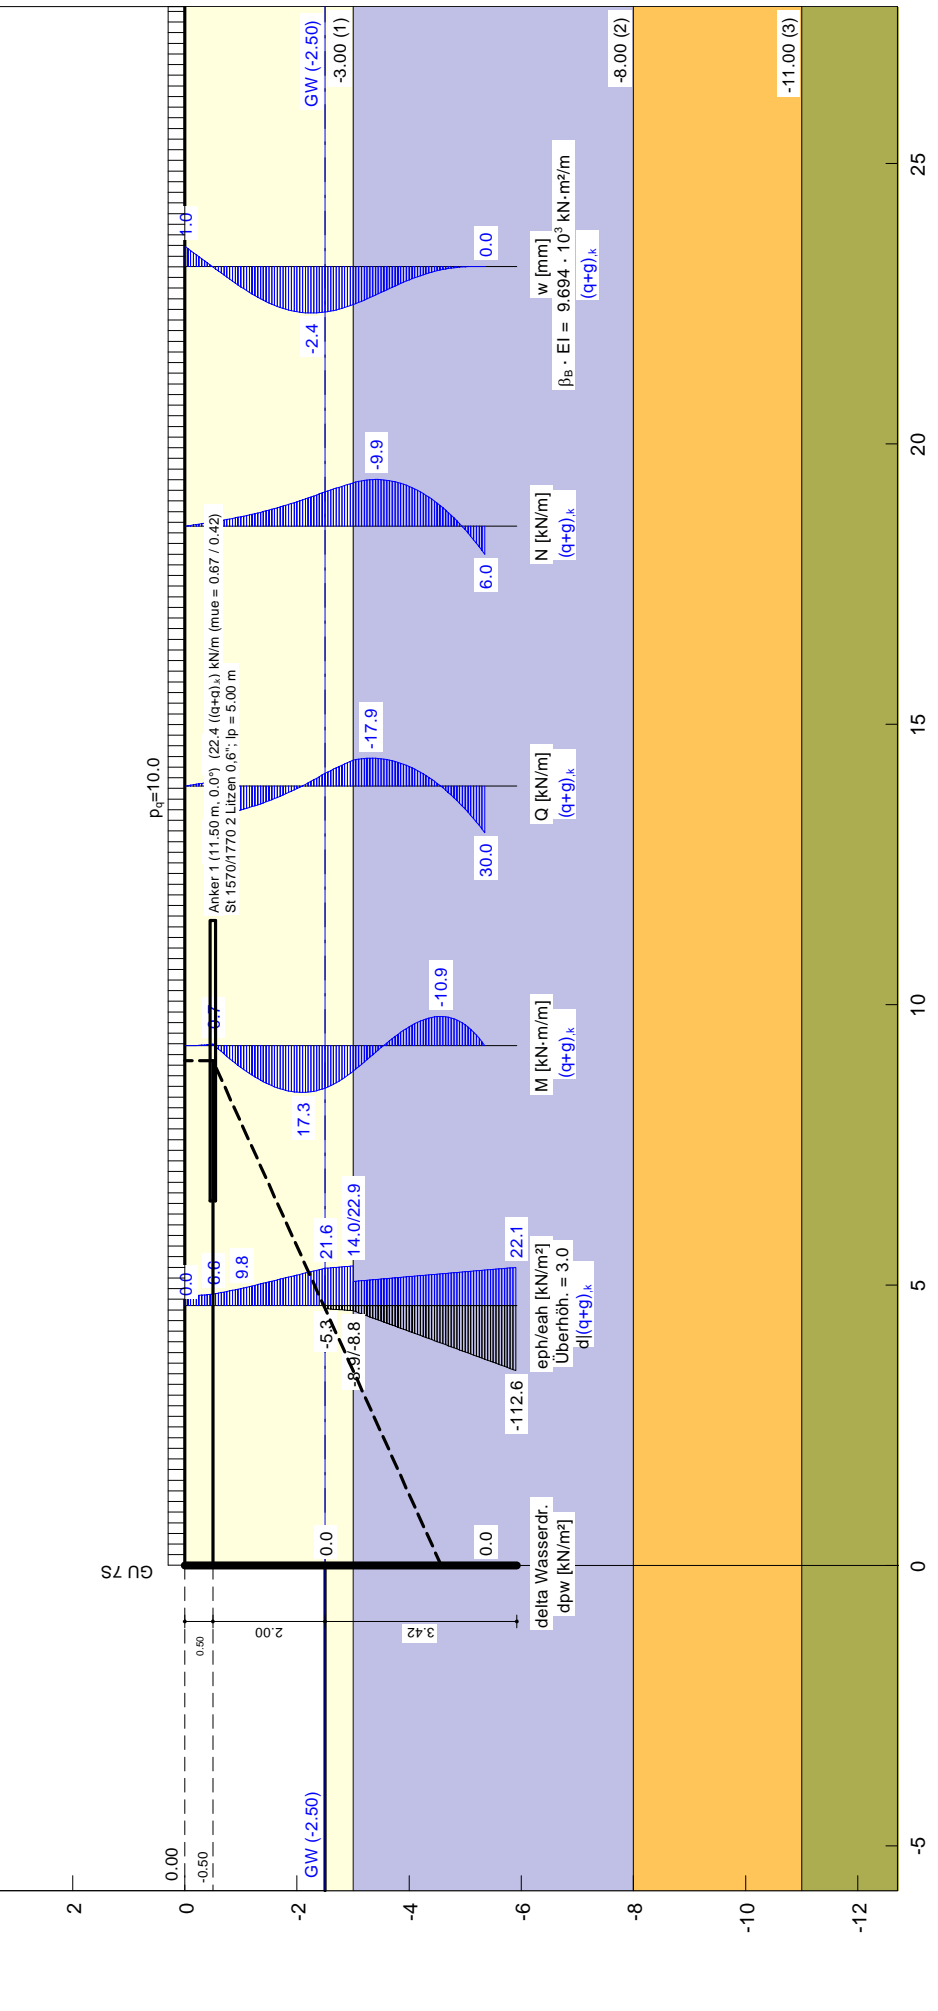 GU 7S
p_q=10.0
0.00
-0.50
GW (-2.50)
0.50
2.00
3.42
0.0
0.0
delta Wasserdr.
dpw [kN/m²]
0.0
6.6
9.8
21.6
14.0/22.9
22.1
-5.3
-8.9/-8.8
-112.6
eph/eah [kN/m²]
Überhöh. = 3.0
d|(q+g),k
17.3
-10.9
M [kN·m/m]
(q+g),k
Anker 1 (11.50 m, 0.0°) (22.4 ((q+g),k) kN/m (mue = 0.67 / 0.42)
St 1570/1770 2 Litzen 0,6"; lp = 5.00 m
-17.9
30.0
Q [kN/m]
(q+g),k
-9.9
6.0
N [kN/m]
(q+g),k
1.0
-2.4
0.0
w [mm]
β_B · EI = 9.694 · 10³ kN·m²/m
(q+g),k
GW (-2.50)
-3.00 (1)
-8.00 (2)
-11.00 (3)
2
0
-2
-4
-6
-8
-10
-12
-5
0
5
10
15
20
25